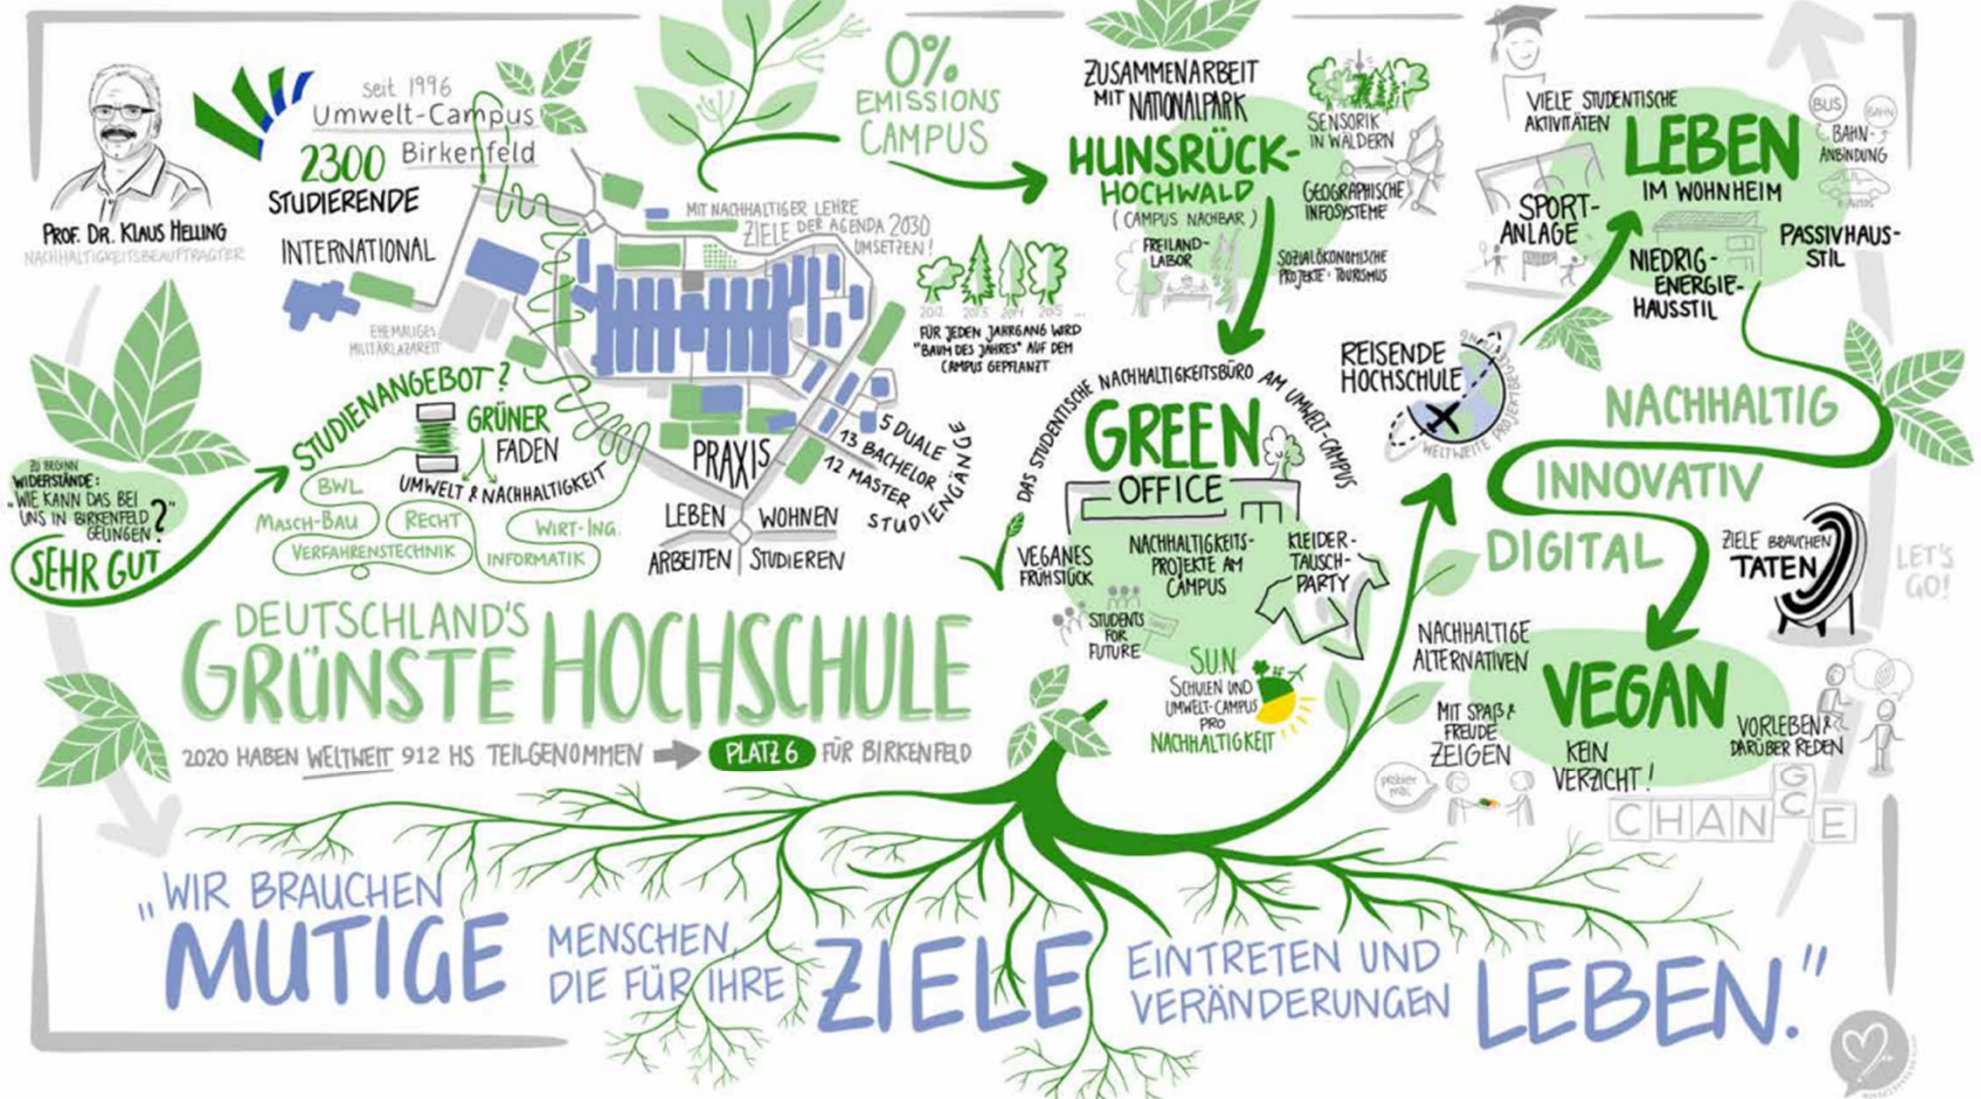 PROF. DR. KLAUS HELLING
NACHHALTIGKEITSBEAUFTRAGTER
seit 1996
Umwelt-Campus
Birkenfeld
2300
STUDIERENDE
INTERNATIONAL
EHEMALIGES
MILITÄRLAZARETT
0%
EMISSIONS
CAMPUS
MIT NACHHALTIGER LEHRE
ZIELE DER AGENDA 2030
UMSETZEN!
2012 2013 2014 2015 ...
FÜR JEDEN JAHRGANG WIRD
"BAUM DES JAHRES" AUF DEM
CAMPUS GEPFLANZT
ZU BEGINN
WIDERSTÄNDE:
"WIE KANN DAS BEI
UNS IN BIRKENFELD
GELINGEN?"
SEHR GUT
STUDIENANGEBOT?
GRÜNER
FADEN
UMWELT & NACHHALTIGKEIT
BWL
MASCH-BAU
RECHT
WIRT-ING.
VERFAHRENSTECHNIK
INFORMATIK
PRAXIS
LEBEN
WOHNEN
ARBEITEN
STUDIEREN
5 DUALE
13 BACHELOR
12 MASTER
STUDIENGÄNGE
DEUTSCHLAND'S
GRÜNSTE HOCHSCHULE
2020 HABEN WELTWEIT 912 HS TEILGENOMMEN
PLATZ 6
FÜR BIRKENFELD
ZUSAMMENARBEIT
MIT NATIONALPARK
HUNSRÜCK-
HOCHWALD
(CAMPUS NACHBAR)
FREILAND-
LABOR
SENSORIK
IN WÄLDERN
GEOGRAPHISCHE
INFOSYSTEME
SOZIALÖKONOMISCHE
PROJEKTE · TOURISMUS
DAS STUDENTISCHE NACHHALTIGKEITSBÜRO AM UMWELT-CAMPUS
GREEN
OFFICE
VEGANES
FRÜHSTÜCK
NACHHALTIGKEITS-
PROJEKTE AM
CAMPUS
KLEIDER-
TAUSCH-
PARTY
STUDENTS
FOR
FUTURE
S.U.N.
SCHULEN UND
UMWELT-CAMPUS
PRO
NACHHALTIGKEIT
REISENDE
HOCHSCHULE
VIELE STUDENTISCHE
AKTIVITÄTEN
LEBEN
IM WOHNHEIM
BUS
BAHN
BAHN-
ANBINDUNG
SPORT-
ANLAGE
NIEDRIG-
ENERGIE-
HAUSSTIL
PASSIVHAUS-
STIL
NACHHALTIG
INNOVATIV
DIGITAL
ZIELE BRAUCHEN
TATEN
LET'S
GO!
NACHHALTIGE
ALTERNATIVEN
VEGAN
MIT SPAß &
FREUDE
ZEIGEN
KEIN
VERZICHT!
VORLEBEN &
DARÜBER REDEN
probier
mal
G
CHANCE
"WIR BRAUCHEN
MUTIGE
MENSCHEN,
DIE FÜR IHRE
ZIELE
EINTRETEN UND
VERÄNDERUNGEN
LEBEN."